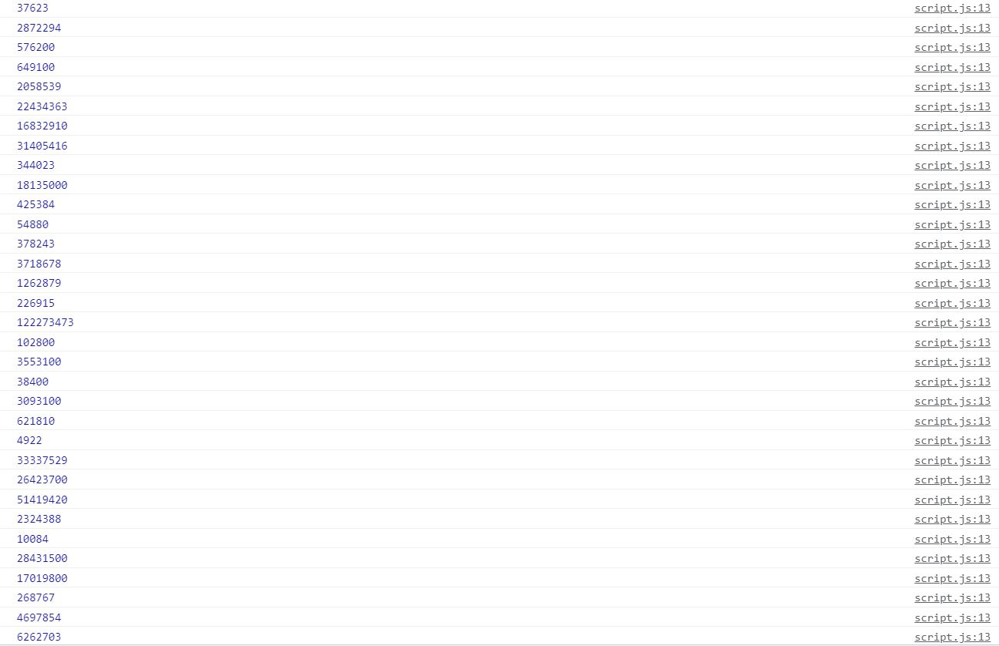 37623 script.js:13
2872294 script.js:13
576200 script.js:13
649100 script.js:13
2058539 script.js:13
22434363 script.js:13
16832910 script.js:13
31405416 script.js:13
344023 script.js:13
18135000 script.js:13
425384 script.js:13
54880 script.js:13
378243 script.js:13
3718678 script.js:13
1262879 script.js:13
226915 script.js:13
122273473 script.js:13
102800 script.js:13
3553100 script.js:13
38400 script.js:13
3093100 script.js:13
621810 script.js:13
4922 script.js:13
33337529 script.js:13
26423700 script.js:13
51419420 script.js:13
2324388 script.js:13
10084 script.js:13
28431500 script.js:13
17019800 script.js:13
268767 script.js:13
4697854 script.js:13
6262703 script.js:13